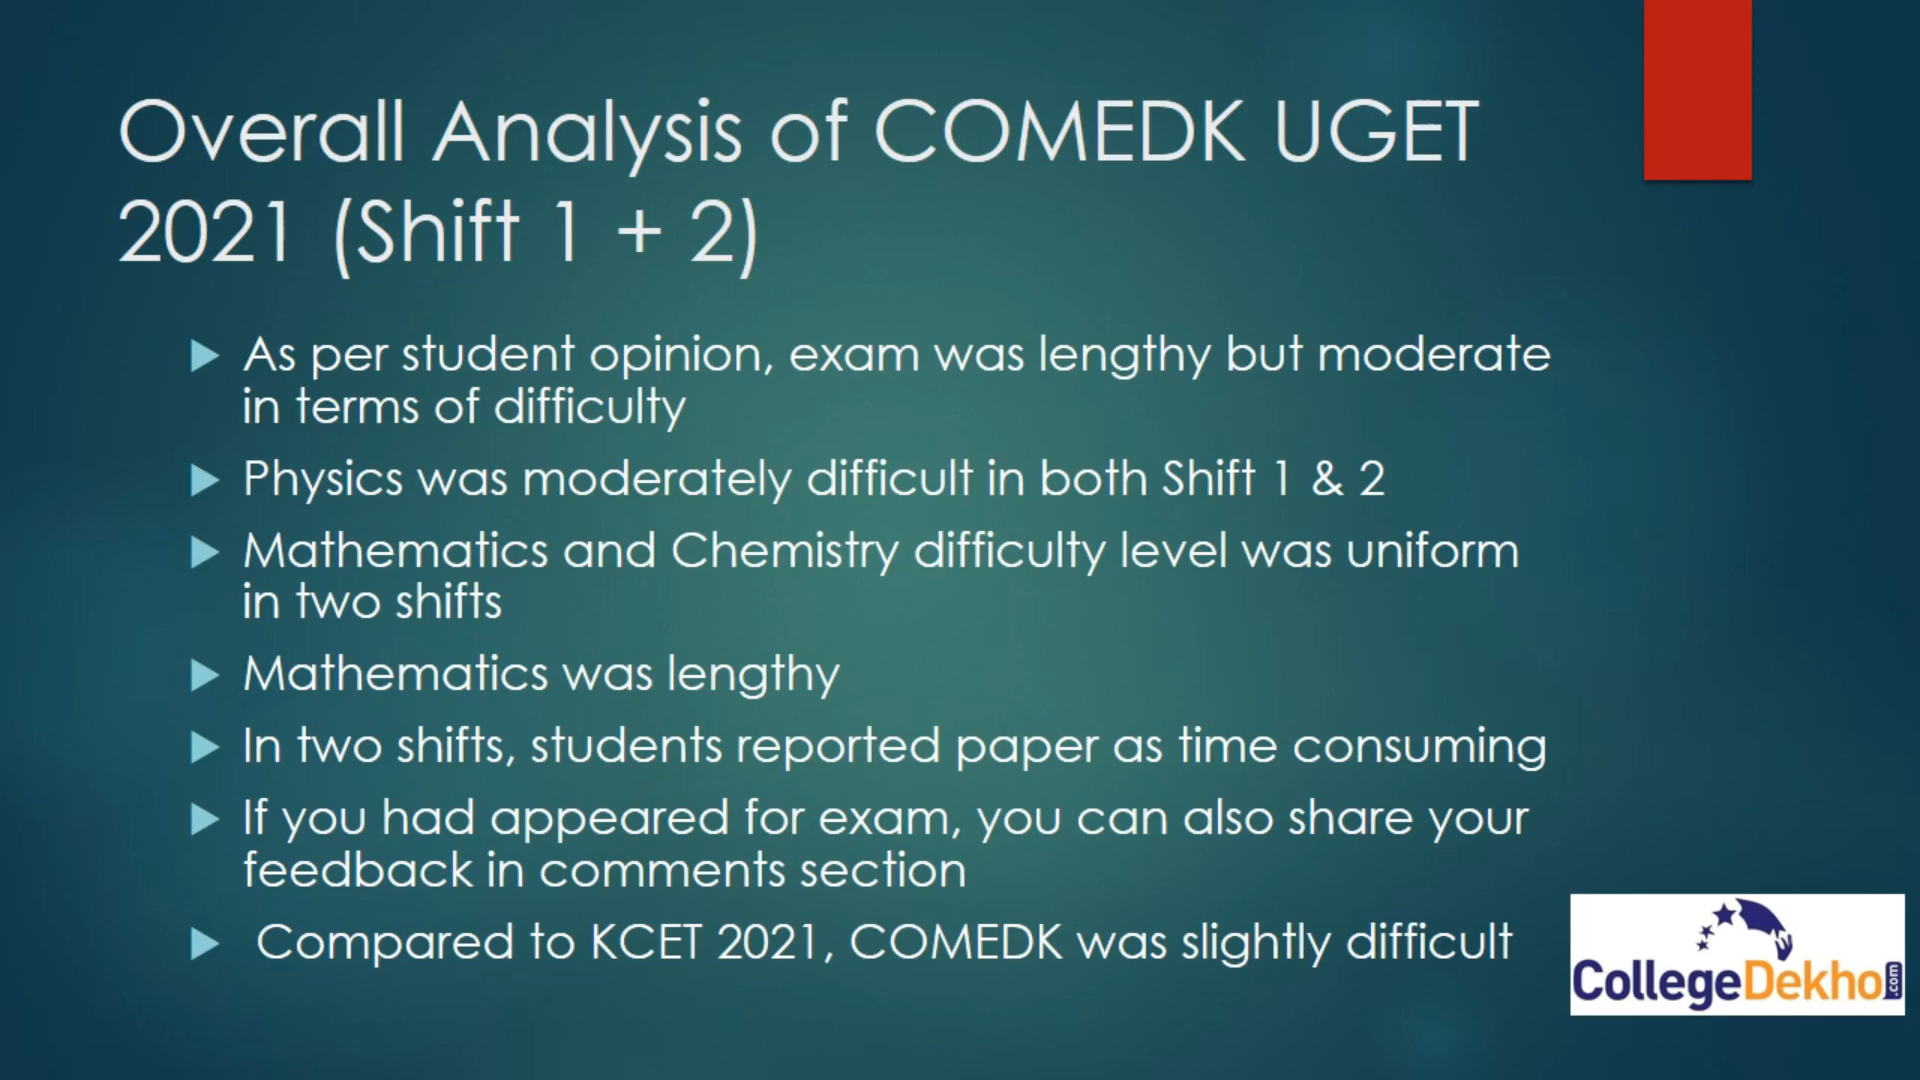 Overall Analysis of COMEDK UGET
2021 (Shift 1 + 2)
As per student opinion, exam was lengthy but moderate
in terms of difficulty
Physics was moderately difficult in both Shift 1 & 2
Mathematics and Chemistry difficulty level was uniform
in two shifts
Mathematics was lengthy
In two shifts, students reported paper as time consuming
If you had appeared for exam, you can also share your
feedback in comments section
Compared to KCET 2021, COMEDK was slightly difficult
CollegeDekho.com